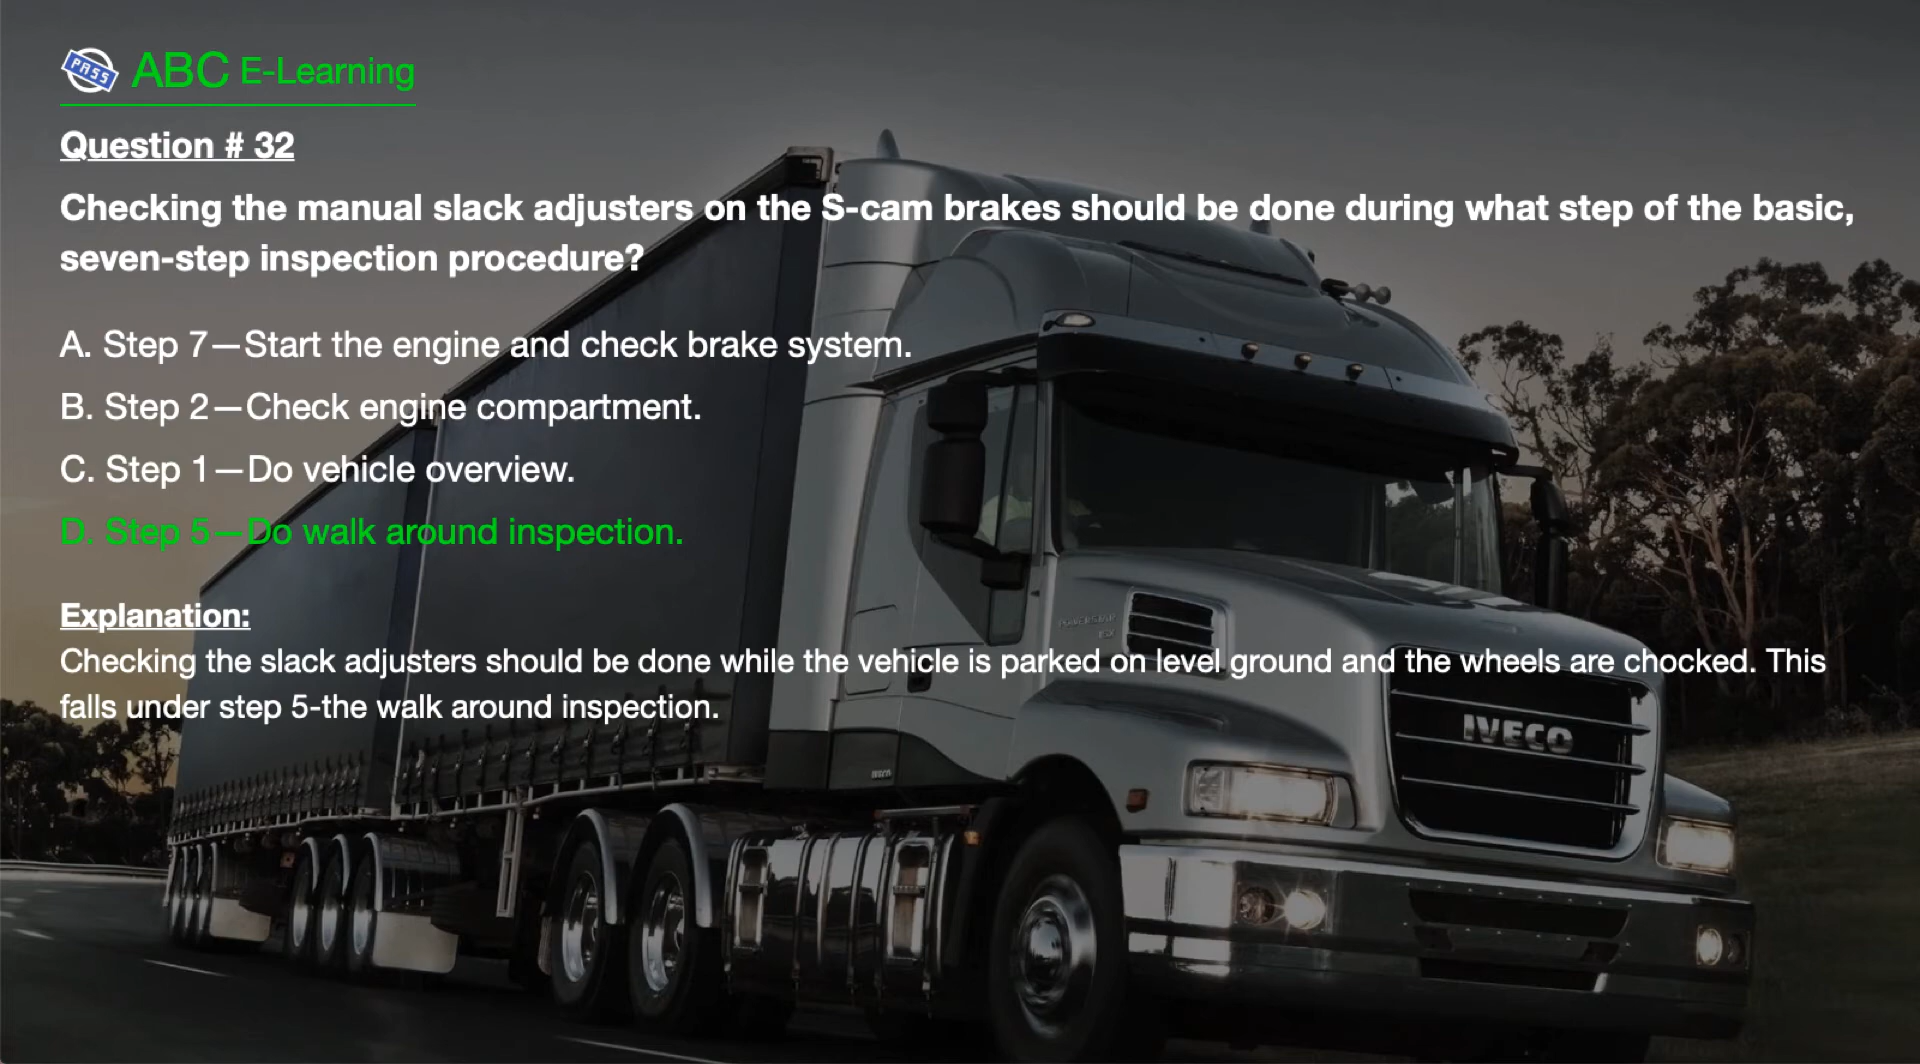 PASS ABC E-Learning
Question # 32
Checking the manual slack adjusters on the S-cam brakes should be done during what step of the basic,
seven-step inspection procedure?
A. Step 7—Start the engine and check brake system.
B. Step 2—Check engine compartment.
C. Step 1—Do vehicle overview.
D. Step 5—Do walk around inspection.
Explanation:
POWERSTAR
Checking the slack adjusters should be done while the vehicle is parked on level ground and the wheels are chocked. This
falls under step 5-the walk around inspection.
IVECO
IVECO